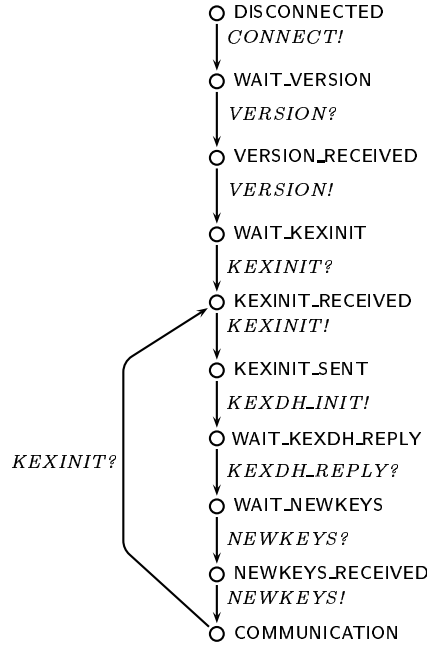 DISCONNECTED
CONNECT!
WAIT_VERSION
VERSION?
VERSION_RECEIVED
VERSION!
WAIT_KEXINIT
KEXINIT?
KEXINIT_RECEIVED
KEXINIT!
KEXINIT_SENT
KEXDH_INIT!
WAIT_KEXDH_REPLY
KEXINIT?
KEXDH_REPLY?
WAIT_NEWKEYS
NEWKEYS?
NEWKEYS_RECEIVED
NEWKEYS!
COMMUNICATION